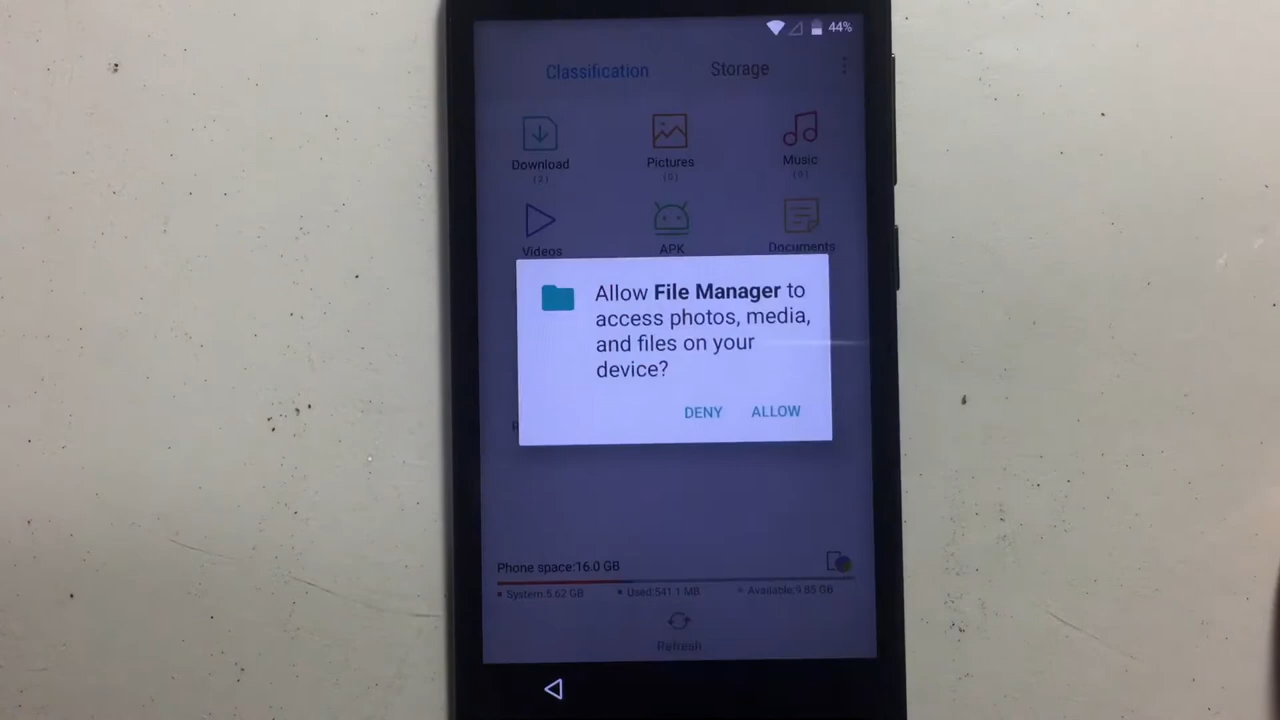 44%
Classification Storage
Download Pictures Music
(2) (0) (0)
Videos APK Documents
Allow File Manager to
access photos, media,
and files on your
device?
DENY ALLOW
Phone space:16.0 GB
System:5.62 GB Used:541.1 MB Available:9.85 GB
Refresh